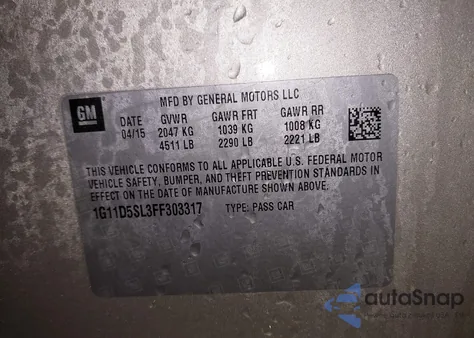 GM
MFD BY GENERAL MOTORS LLC
DATE GVWR GAWR FRT GAWR RR
04/15 2047 KG 1039 KG 1008 KG
4511 LB 2290 LB 2221 LB
THIS VEHICLE CONFORMS TO ALL APPLICABLE U.S. FEDERAL MOTOR
VEHICLE SAFETY, BUMPER, AND THEFT PREVENTION STANDARDS IN
EFFECT ON THE DATE OF MANUFACTURE SHOWN ABOVE.
1G11D5SL3FF303317 TYPE: PASS CAR
autoSnap